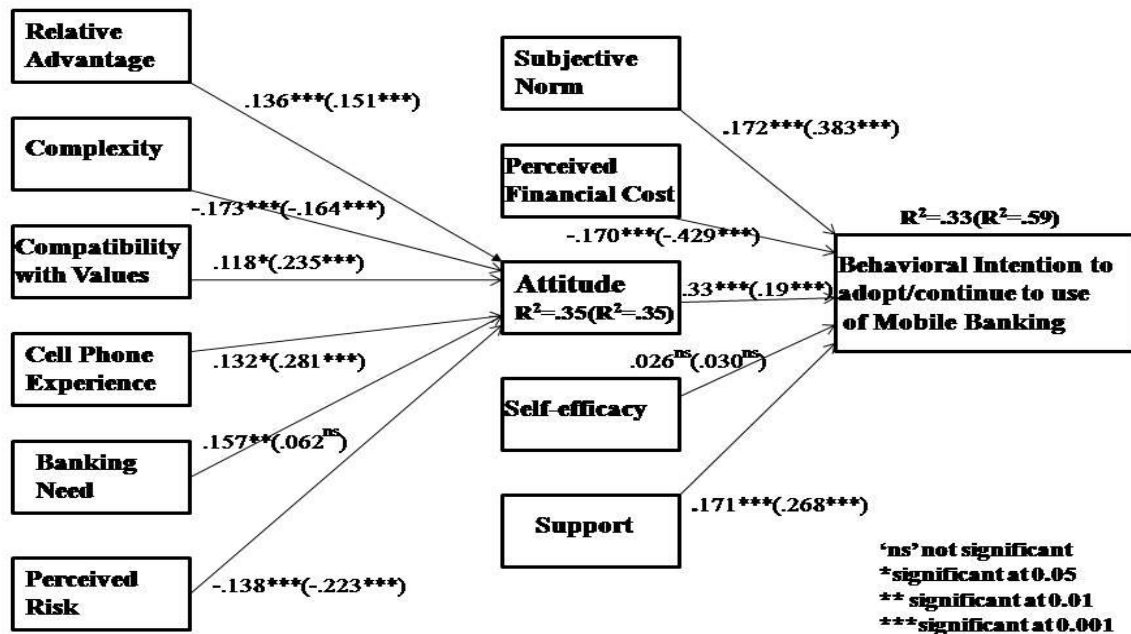 Relative
Advantage
.136***(.151***)
Complexity
-.173***(-.164***)
Compatibility
with Values
.118*(.235***)
Cell Phone
Experience
.132*(.281***)
Banking
Need
.157**(.062ns)
Perceived
Risk
-.138***(-.223***)
Subjective
Norm
.172***(.383***)
Perceived
Financial Cost
-.170***(-.429***)
Attitude
R²=.35(R²=.35)
.33***(.19***)
Self-efficacy
.026ns(.030ns)
Support
.171***(.268***)
R²=.33(R²=.59)
Behavioral Intention to
adopt/continue to use
of Mobile Banking
‘ns’ not significant
*significant at 0.05
** significant at 0.01
***significant at 0.001